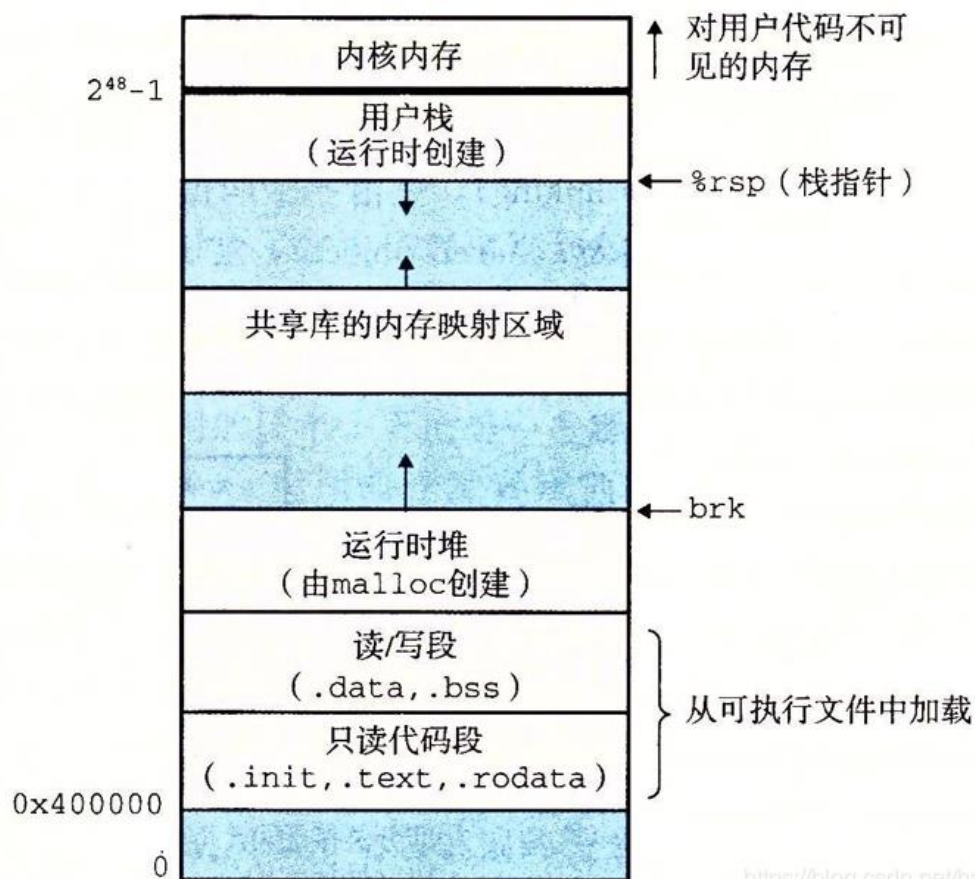 内核内存
对用户代码不可
见的内存
2⁴⁸-1
用户栈
(运行时创建)
%rsp(栈指针)
共享库的内存映射区域
brk
运行时堆
(由malloc创建)
读/写段
(.data,.bss)
从可执行文件中加载
只读代码段
(.init,.text,.rodata)
0x400000
0